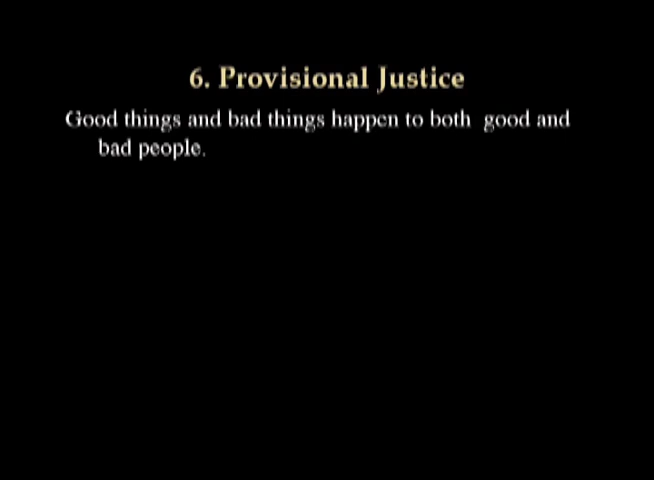 6. Provisional Justice
Good things and bad things happen to both  good and
bad people.